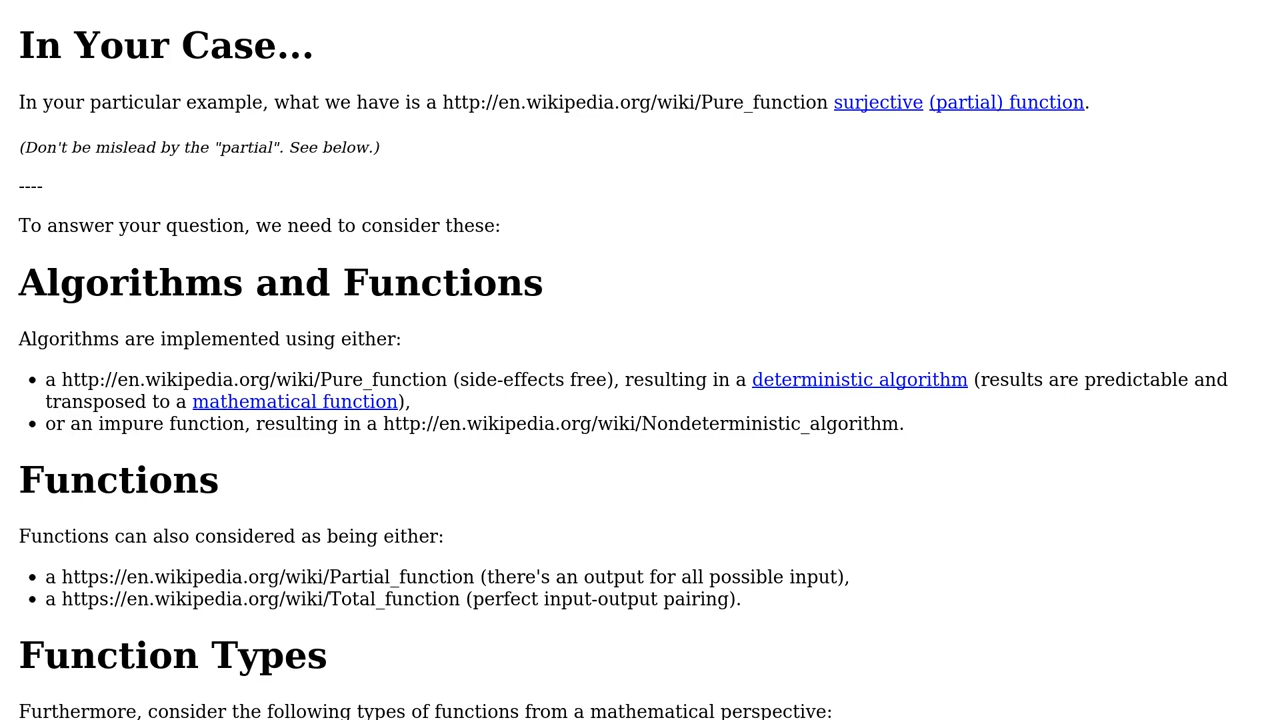 In Your Case...
In your particular example, what we have is a http://en.wikipedia.org/wiki/Pure_function surjective (partial) function.
(Don't be mislead by the "partial". See below.)
----
To answer your question, we need to consider these:
Algorithms and Functions
Algorithms are implemented using either:
• a http://en.wikipedia.org/wiki/Pure_function (side-effects free), resulting in a deterministic algorithm (results are predictable and
transposed to a mathematical function),
• or an impure function, resulting in a http://en.wikipedia.org/wiki/Nondeterministic_algorithm.
Functions
Functions can also considered as being either:
• a https://en.wikipedia.org/wiki/Partial_function (there's an output for all possible input),
• a https://en.wikipedia.org/wiki/Total_function (perfect input-output pairing).
Function Types
Furthermore, consider the following types of functions from a mathematical perspective: